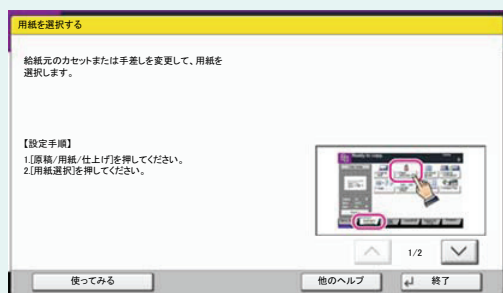 用紙を選択する
給紙元のカセットまたは手差しを変更して、用紙を
選択します。
【設定手順】
1.[原稿/用紙/仕上げ]を押してください。
2.[用紙選択]を押してください。
Ready to copy.
1/2
使ってみる
他のヘルプ
終了